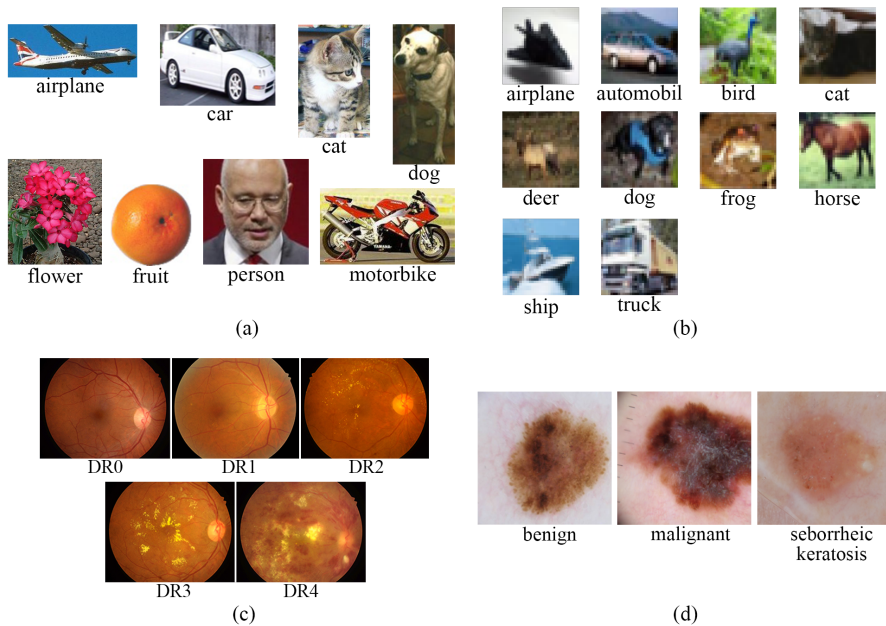 airplane
car
cat
dog
flower
fruit
person
motorbike
(a)
airplane
automobil
bird
cat
deer
dog
frog
horse
ship
truck
(b)
DR0
DR1
DR2
DR3
DR4
(c)
benign
malignant
seborrheic
keratosis
(d)